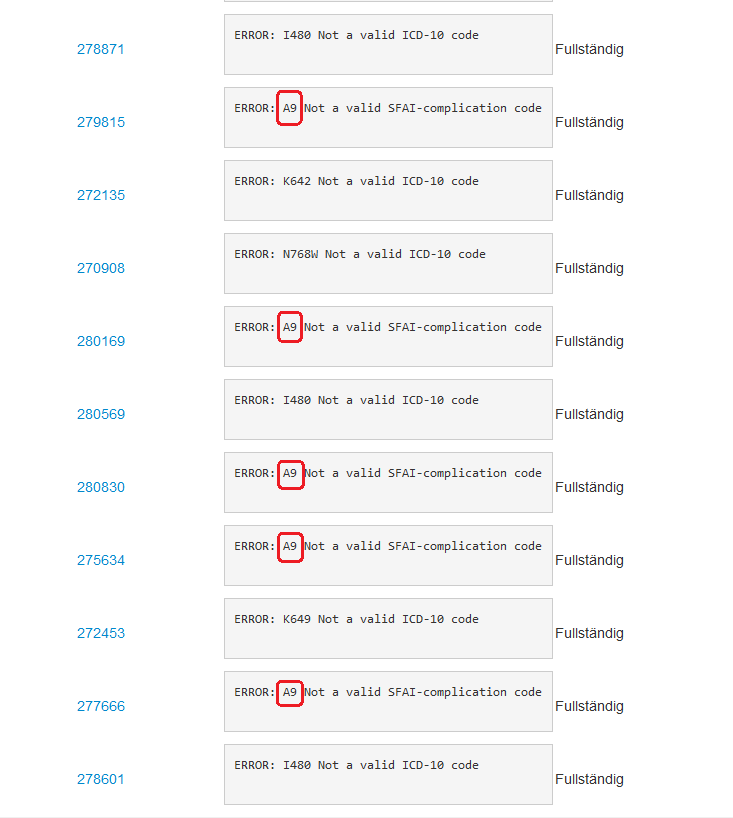 278871 ERROR: I480 Not a valid ICD-10 code Fullständig
279815 ERROR: A9 Not a valid SFAI-complication code Fullständig
272135 ERROR: K642 Not a valid ICD-10 code Fullständig
270908 ERROR: N768W Not a valid ICD-10 code Fullständig
280169 ERROR: A9 Not a valid SFAI-complication code Fullständig
280569 ERROR: I480 Not a valid ICD-10 code Fullständig
280830 ERROR: A9 Not a valid SFAI-complication code Fullständig
275634 ERROR: A9 Not a valid SFAI-complication code Fullständig
272453 ERROR: K649 Not a valid ICD-10 code Fullständig
277666 ERROR: A9 Not a valid SFAI-complication code Fullständig
278601 ERROR: I480 Not a valid ICD-10 code Fullständig